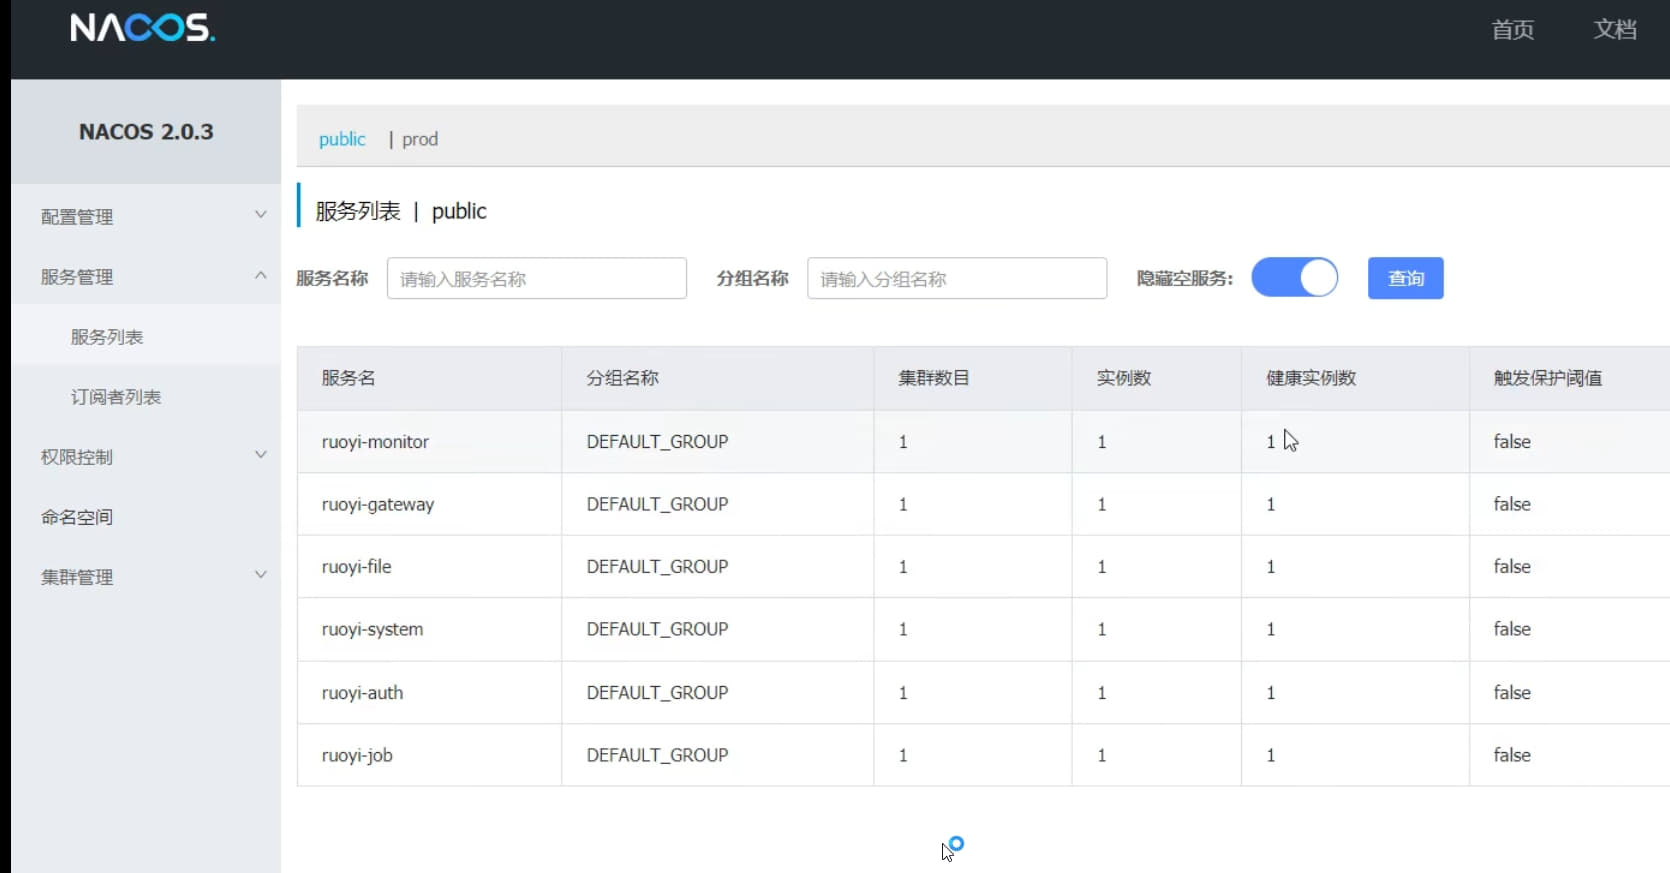 NACOS.
首页 文档
NACOS 2.0.3
public | prod
配置管理
服务列表 | public
服务管理
服务名称 请输入服务名称 分组名称 请输入分组名称 隐藏空服务: 查询
服务列表
订阅者列表
权限控制
命名空间
集群管理
服务名 分组名称 集群数目 实例数 健康实例数 触发保护阈值
ruoyi-monitor DEFAULT_GROUP 1 1 1 false
ruoyi-gateway DEFAULT_GROUP 1 1 1 false
ruoyi-file DEFAULT_GROUP 1 1 1 false
ruoyi-system DEFAULT_GROUP 1 1 1 false
ruoyi-auth DEFAULT_GROUP 1 1 1 false
ruoyi-job DEFAULT_GROUP 1 1 1 false